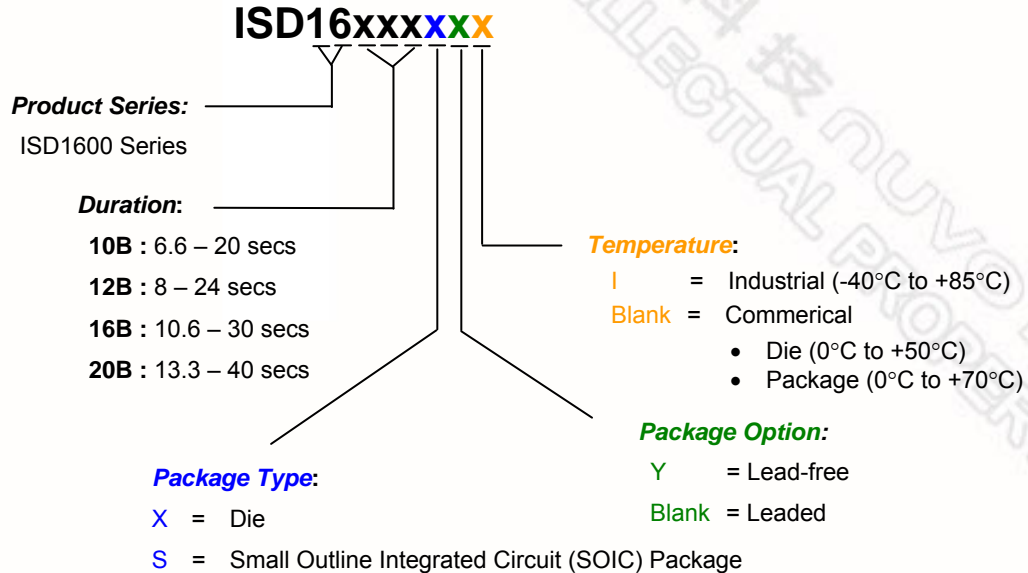 ISD16xxxxxx
Product Series:
ISD1600 Series
Duration:
10B : 6.6 – 20 secs
12B : 8 – 24 secs
16B : 10.6 – 30 secs
20B : 13.3 – 40 secs
Temperature:
I = Industrial (-40°C to +85°C)
Blank = Commerical
• Die (0°C to +50°C)
• Package (0°C to +70°C)
Package Option:
Y = Lead-free
Blank = Leaded
Package Type:
X = Die
S = Small Outline Integrated Circuit (SOIC) Package